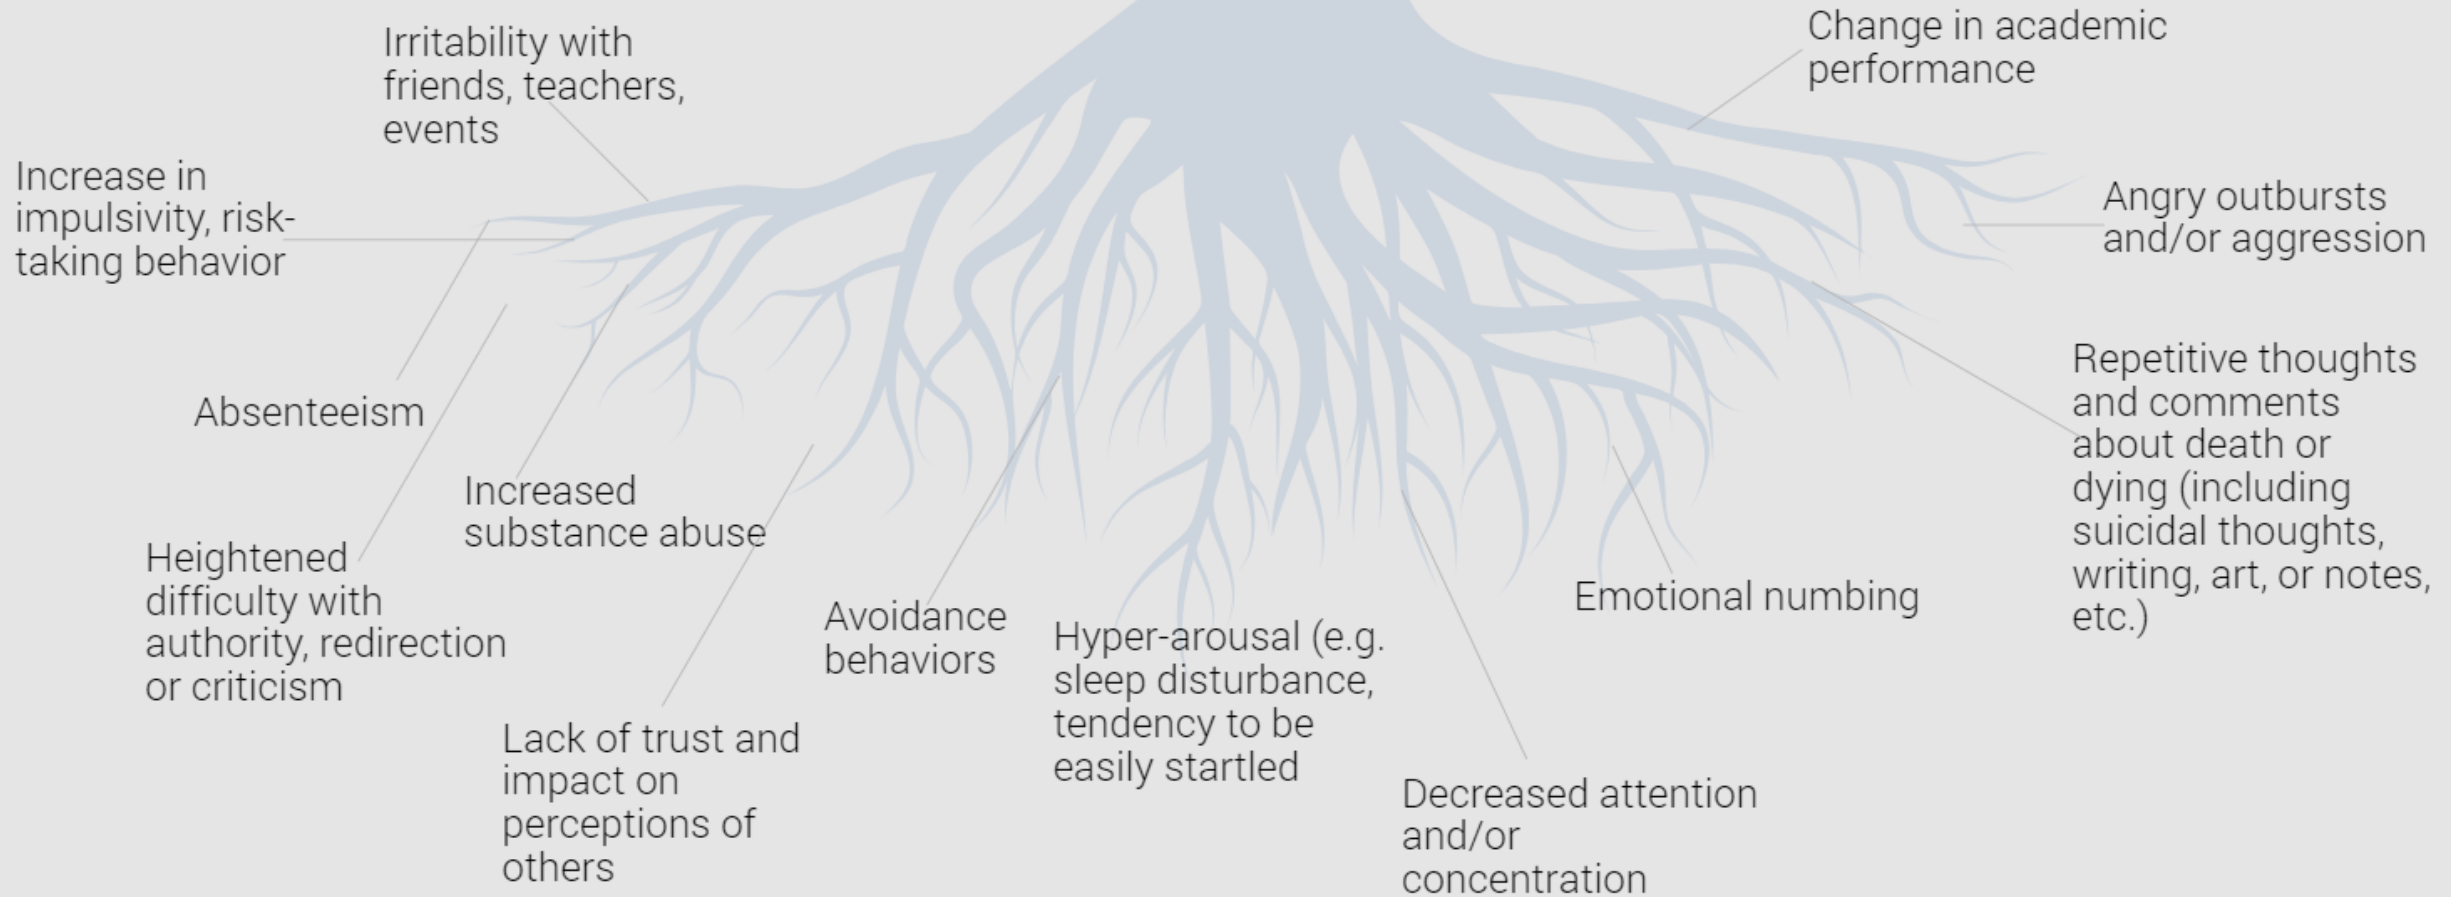 Irritability with
friends, teachers,
events
Change in academic
performance
Increase in
impulsivity, risk-
taking behavior
Angry outbursts
and/or aggression
Absenteeism
Repetitive thoughts
and comments
about death or
dying (including
suicidal thoughts,
writing, art, or notes,
etc.)
Increased
substance abuse
Heightened
difficulty with
authority, redirection
or criticism
Avoidance
behaviors
Hyper-arousal (e.g.
sleep disturbance,
tendency to be
easily startled
Emotional numbing
Lack of trust and
impact on
perceptions of
others
Decreased attention
and/or
concentration